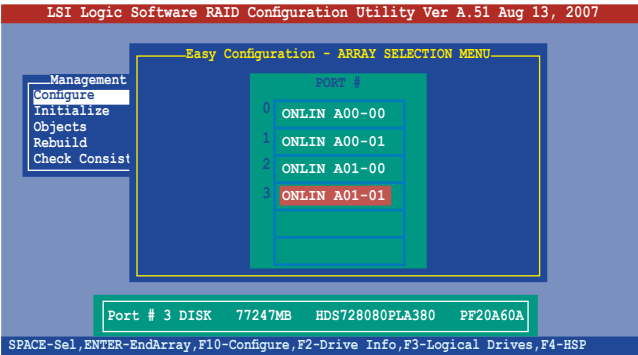 LSI Logic Software RAID Configuration Utility Ver A.51 Aug 13, 2007
Easy Configuration - ARRAY SELECTION MENU
Management
Configure
Initialize
Objects
Rebuild
Check Consist
PORT #
0 ONLIN A00-00
1 ONLIN A00-01
2 ONLIN A01-00
3 ONLIN A01-01
Port # 3 DISK 77247MB HDS728080PLA380 PF20A60A
SPACE-Sel,ENTER-EndArray,F10-Configure,F2-Drive Info,F3-Logical Drives,F4-HSP